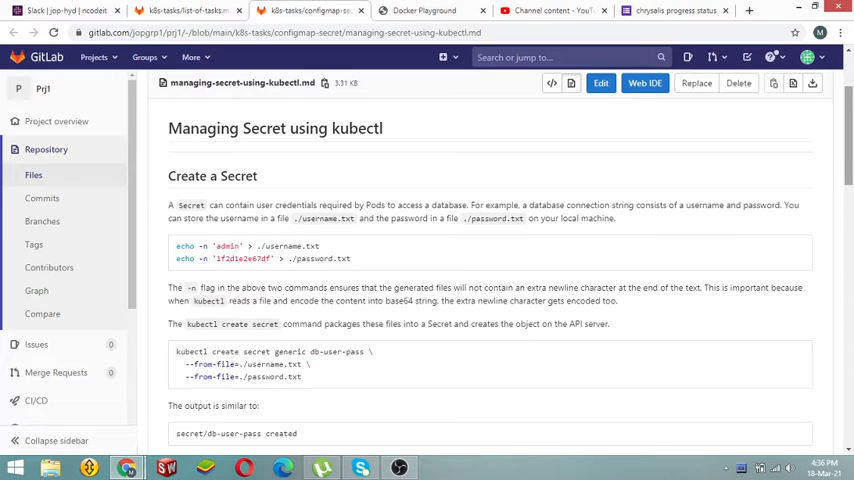 Slack | jop-hyd | ncodeit
k8s-tasks/list-of-tasks.m
k8s-tasks/configmap-secre
Docker Playground
Channel content - YouTu
chrysalis progress status
gitlab.com/jopgrp1/prj1/-/blob/main/k8s-tasks/configmap-secret/managing-secret-using-kubectl.md
M
GitLab
Projects
Groups
More
Search or jump to...
P
Prj1
Project overview
Repository
Files
Commits
Branches
Tags
Contributors
Graph
Compare
Issues
0
Merge Requests
0
CI/CD
Collapse sidebar
managing-secret-using-kubectl.md
3.31 KB
</>
Edit
Web IDE
Replace
Delete
Managing Secret using kubectl
Create a Secret
A Secret can contain user credentials required by Pods to access a database. For example, a database connection string consists of a username and password. You
can store the username in a file ./username.txt and the password in a file ./password.txt on your local machine.
echo -n 'admin' > ./username.txt
echo -n '1f2d1e2e67df' > ./password.txt
The -n flag in the above two commands ensures that the generated files will not contain an extra newline character at the end of the text. This is important because
when kubectl reads a file and encode the content into base64 string, the extra newline character gets encoded too.
The kubectl create secret command packages these files into a Secret and creates the object on the API server.
kubectl create secret generic db-user-pass \
--from-file=./username.txt \
--from-file=./password.txt
The output is similar to:
secret/db-user-pass created
4:36 PM
18-Mar-21